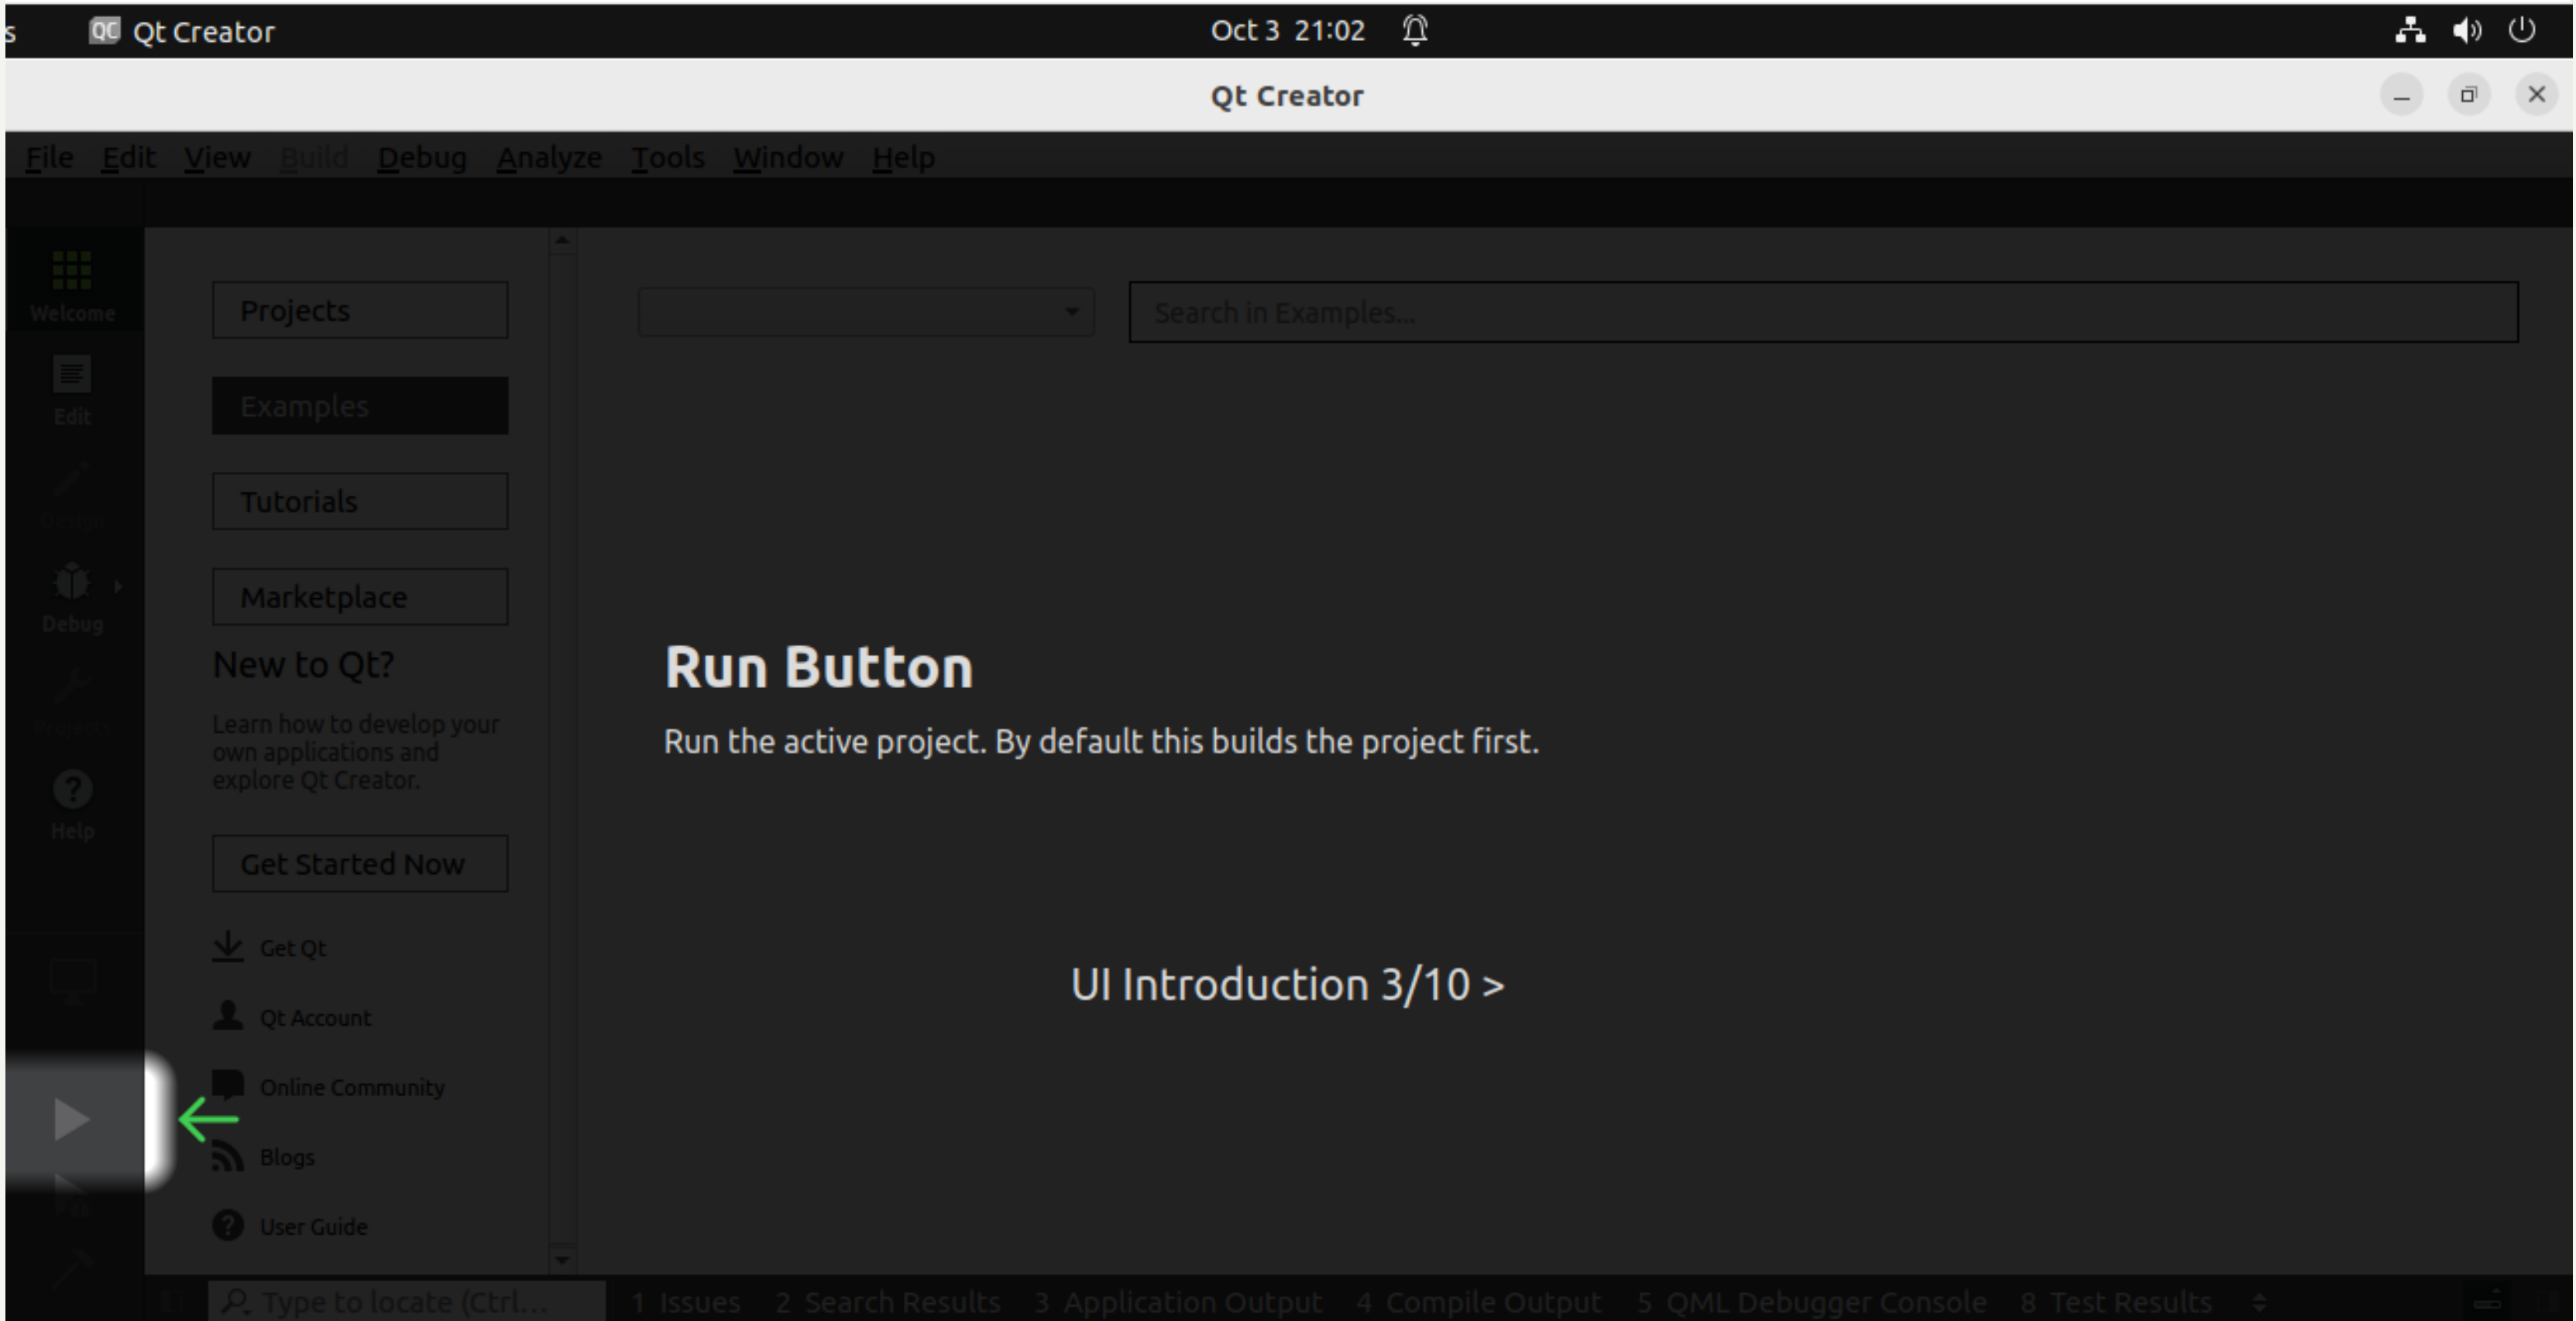 s Qt Creator Oct 3 21:02
Qt Creator
File Edit View Build Debug Analyze Tools Window Help
Welcome
Edit
Design
Debug
Projects
Help
Projects
Examples
Tutorials
Marketplace
New to Qt?
Learn how to develop your
own applications and
explore Qt Creator.
Get Started Now
Get Qt
Qt Account
Online Community
Blogs
User Guide
Search in Examples...
Run Button
Run the active project. By default this builds the project first.
UI Introduction 3/10 >
Type to locate (Ctrl... 1 Issues 2 Search Results 3 Application Output 4 Compile Output 5 QML Debugger Console 8 Test Results